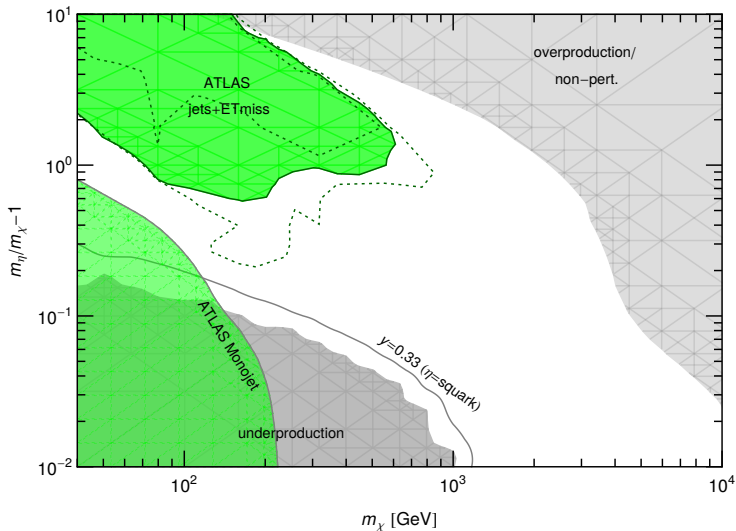 10^1
overproduction/
non−pert.
ATLAS
jets+ETmiss
10^0
m_η/m_χ−1
10^−1
ATLAS Monojet
y=0.33 (η=squark)
underproduction
10^−2
10^2
10^3
10^4
m_χ [GeV]